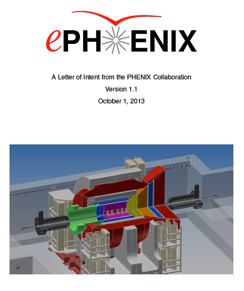 ePHENIX
A Letter of Intent from the PHENIX Collaboration
Version 1.1
October 1, 2013